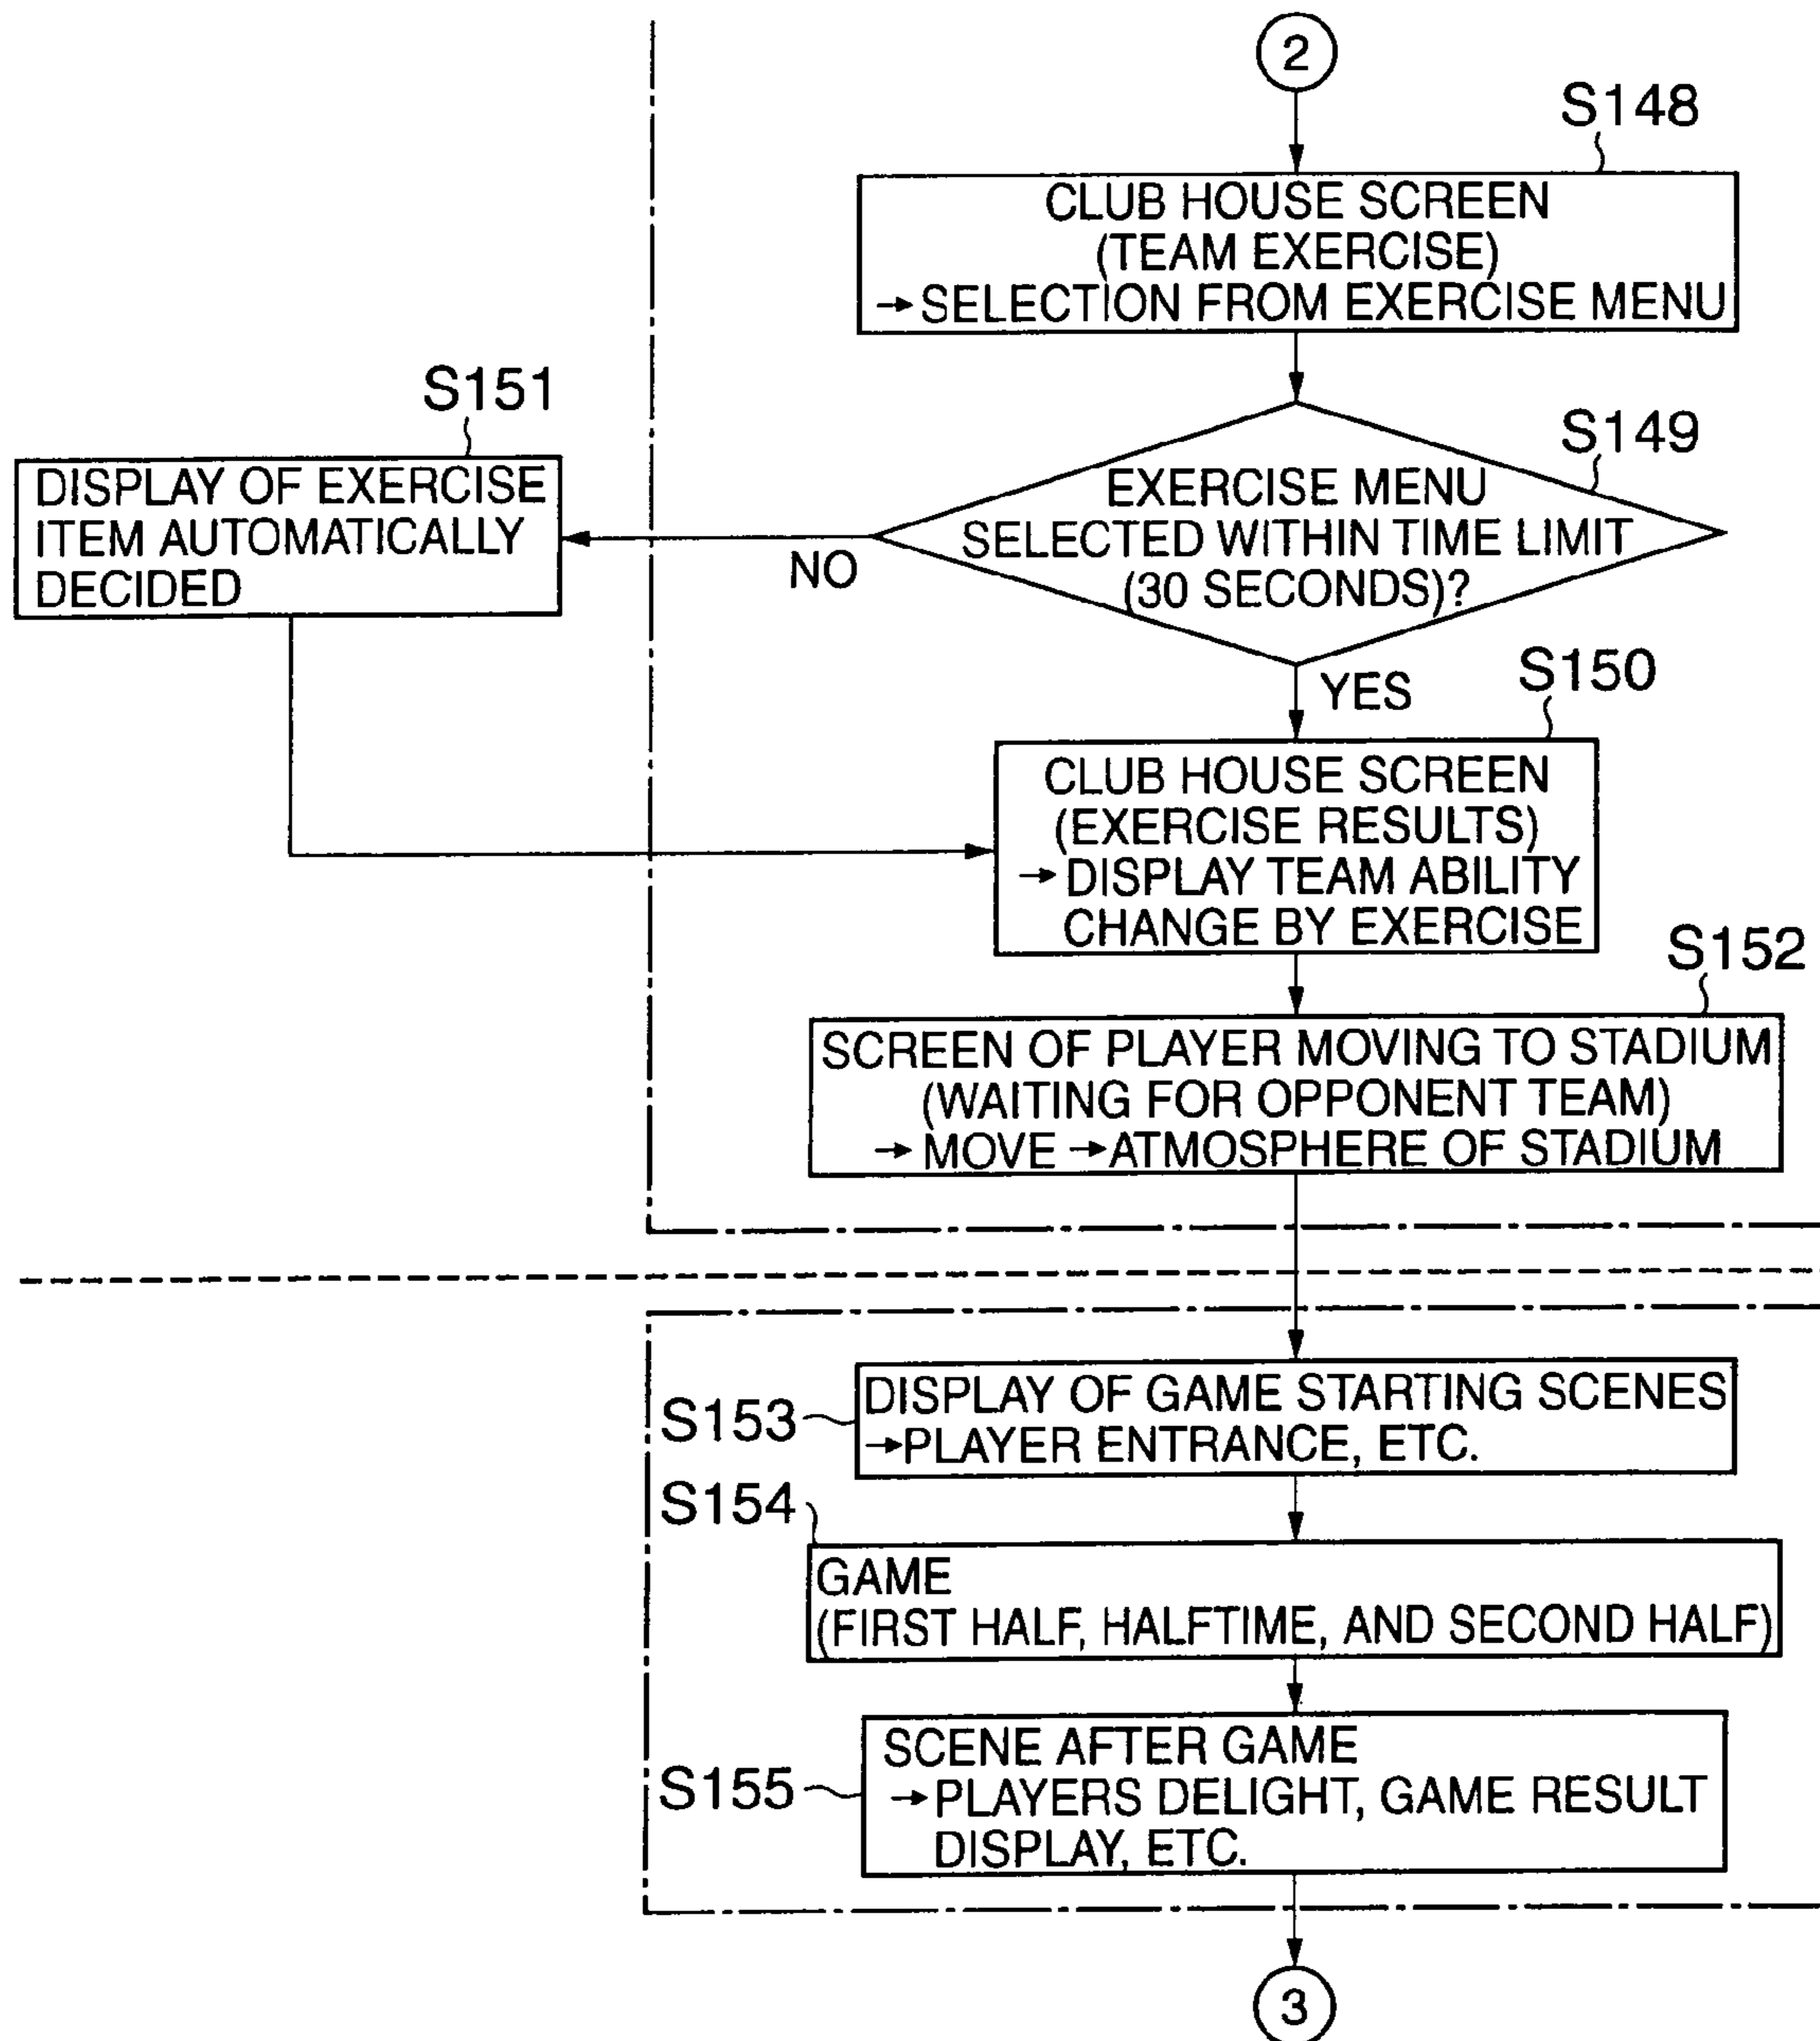 2
S148
CLUB HOUSE SCREEN
(TEAM EXERCISE)
→ SELECTION FROM EXERCISE MENU
S149
EXERCISE MENU
SELECTED WITHIN TIME LIMIT
(30 SECONDS)?
NO
YES
S151
DISPLAY OF EXERCISE
ITEM AUTOMATICALLY
DECIDED
S150
CLUB HOUSE SCREEN
(EXERCISE RESULTS)
→ DISPLAY TEAM ABILITY
CHANGE BY EXERCISE
S152
SCREEN OF PLAYER MOVING TO STADIUM
(WAITING FOR OPPONENT TEAM)
→ MOVE → ATMOSPHERE OF STADIUM
S153
DISPLAY OF GAME STARTING SCENES
→ PLAYER ENTRANCE, ETC.
S154
GAME
(FIRST HALF, HALFTIME, AND SECOND HALF)
S155
SCENE AFTER GAME
→ PLAYERS DELIGHT, GAME RESULT
DISPLAY, ETC.
3